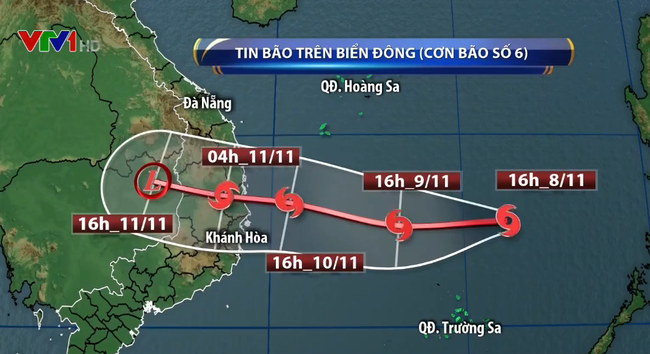 VTV1 HD
TIN BÃO TRÊN BIỂN ĐÔNG (CƠN BÃO SỐ 6)
QĐ. Hoàng Sa
Đà Nẵng
04h_11/11
16h_9/11
16h_8/11
16h_11/11
Khánh Hòa
16h_10/11
QĐ. Trường Sa
L